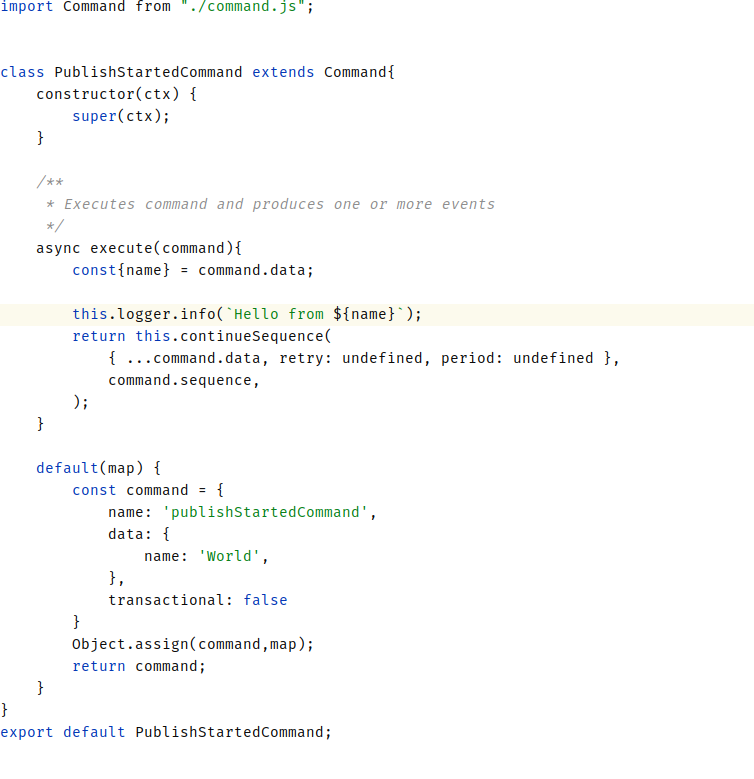 import Command from "./command.js";
class PublishStartedCommand extends Command{
    constructor(ctx) {
        super(ctx);
    }
    /**
     * Executes command and produces one or more events
     */
    async execute(command){
        const{name} = command.data;
        this.logger.info(`Hello from ${name}`);
        return this.continueSequence(
            { ...command.data, retry: undefined, period: undefined },
            command.sequence,
        );
    }
    default(map) {
        const command = {
            name: 'publishStartedCommand',
            data: {
                name: 'World',
            },
            transactional: false
        }
        Object.assign(command,map);
        return command;
    }
}
export default PublishStartedCommand;